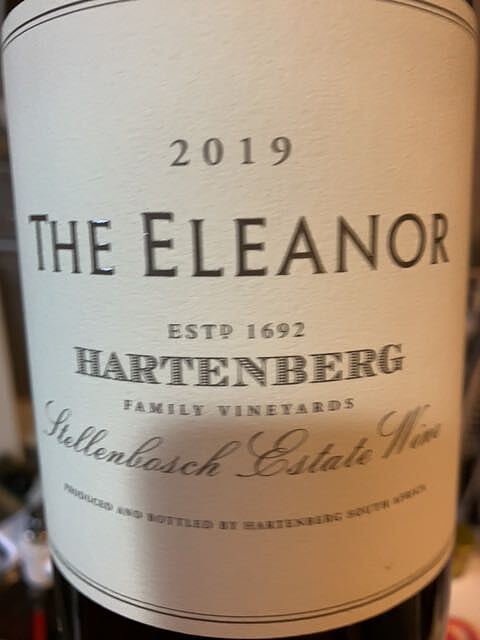 2019
THE ELEANOR
ESTD 1692
HARTENBERG
FAMILY VINEYARDS
Stellenbosch Estate Wine
PRODUCED AND BOTTLED BY HARTENBERG SOUTH AFRICA